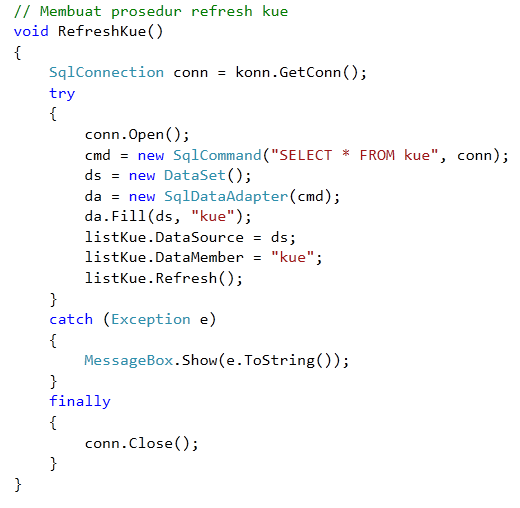 // Membuat prosedur refresh kue
void RefreshKue()
{
    SqlConnection conn = konn.GetConn();
    try
    {
        conn.Open();
        cmd = new SqlCommand("SELECT * FROM kue", conn);
        ds = new DataSet();
        da = new SqlDataAdapter(cmd);
        da.Fill(ds, "kue");
        listKue.DataSource = ds;
        listKue.DataMember = "kue";
        listKue.Refresh();
    }
    catch (Exception e)
    {
        MessageBox.Show(e.ToString());
    }
    finally
    {
        conn.Close();
    }
}